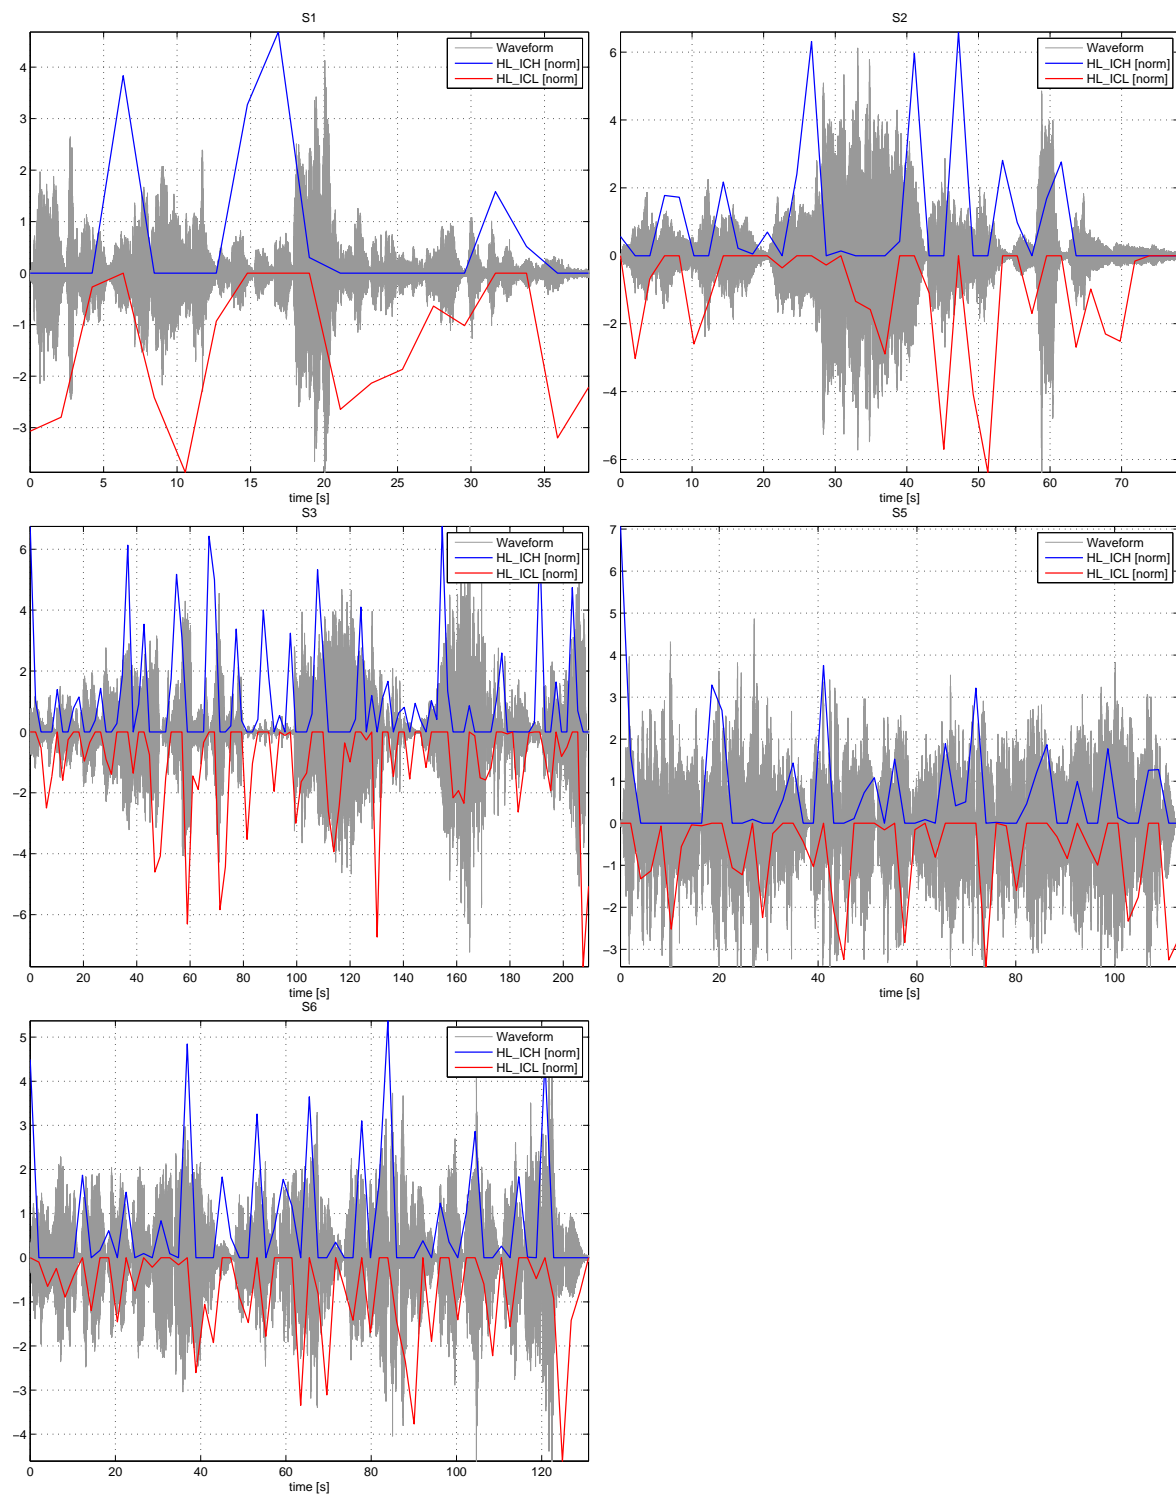 S1
Waveform
HL_ICH [norm]
HL_ICL [norm]
4
3
2
1
0
−1
−2
−3
0 5 10 15 20 25 30 35
time [s]
S2
Waveform
HL_ICH [norm]
HL_ICL [norm]
6
4
2
0
−2
−4
−6
0 10 20 30 40 50 60 70
time [s]
S3
Waveform
HL_ICH [norm]
HL_ICL [norm]
6
4
2
0
−2
−4
−6
0 20 40 60 80 100 120 140 160 180 200
time [s]
S5
Waveform
HL_ICH [norm]
HL_ICL [norm]
7
6
5
4
3
2
1
0
−1
−2
−3
0 20 40 60 80 100
time [s]
S6
Waveform
HL_ICH [norm]
HL_ICL [norm]
5
4
3
2
1
0
−1
−2
−3
−4
0 20 40 60 80 100 120
time [s]